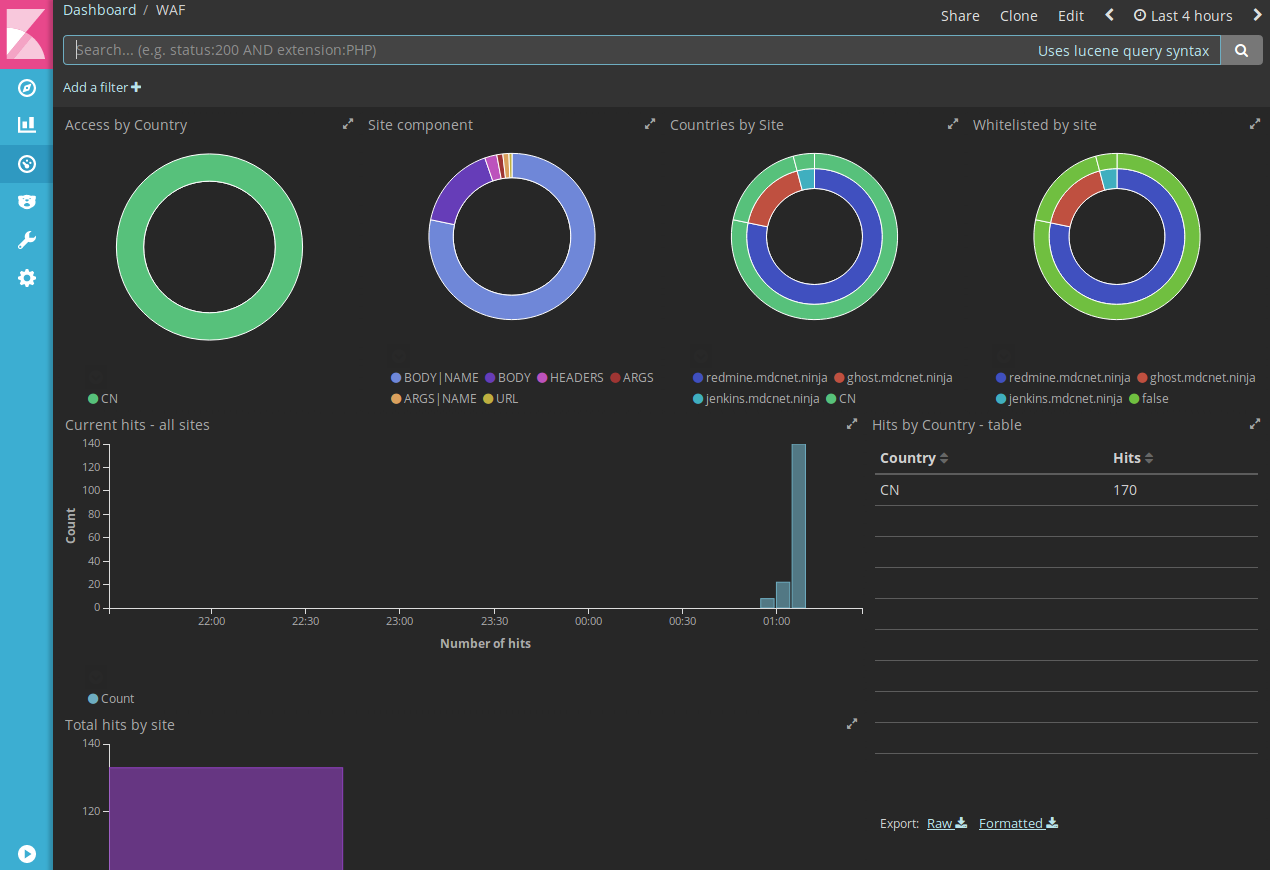 Dashboard / WAF
Share Clone Edit Last 4 hours
Search... (e.g. status:200 AND extension:PHP) Uses lucene query syntax
Add a filter
Access by Country
CN
Site component
BODY|NAME BODY HEADERS ARGS
ARGS|NAME URL
Countries by Site
redmine.mdcnet.ninja ghost.mdcnet.ninja
jenkins.mdcnet.ninja CN
Whitelisted by site
redmine.mdcnet.ninja ghost.mdcnet.ninja
jenkins.mdcnet.ninja false
Current hits - all sites
140
120
100
80
60
40
20
0
Count
22:00 22:30 23:00 23:30 00:00 00:30 01:00
Number of hits
Count
Hits by Country - table
Country Hits
CN 170
Export: Raw Formatted
Total hits by site
140
120